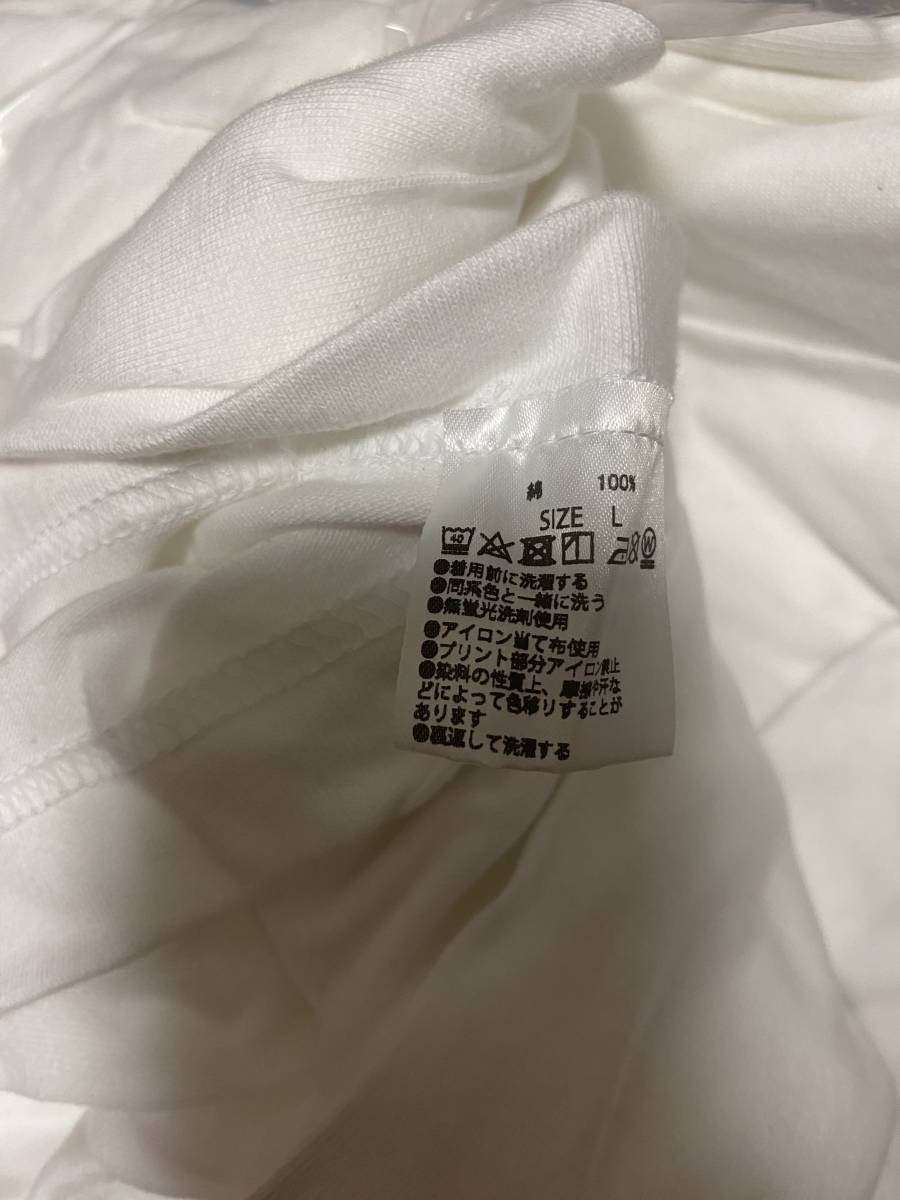 綿 100%
SIZE L
40 W
●着用前に洗濯する
●同系色と一緒に洗う
●無蛍光洗剤使用
●アイロン当て布使用
●プリント部分アイロン禁止
●染料の性質上、摩擦や汗な
どによって色移りすることが
あります
●裏返して洗濯する